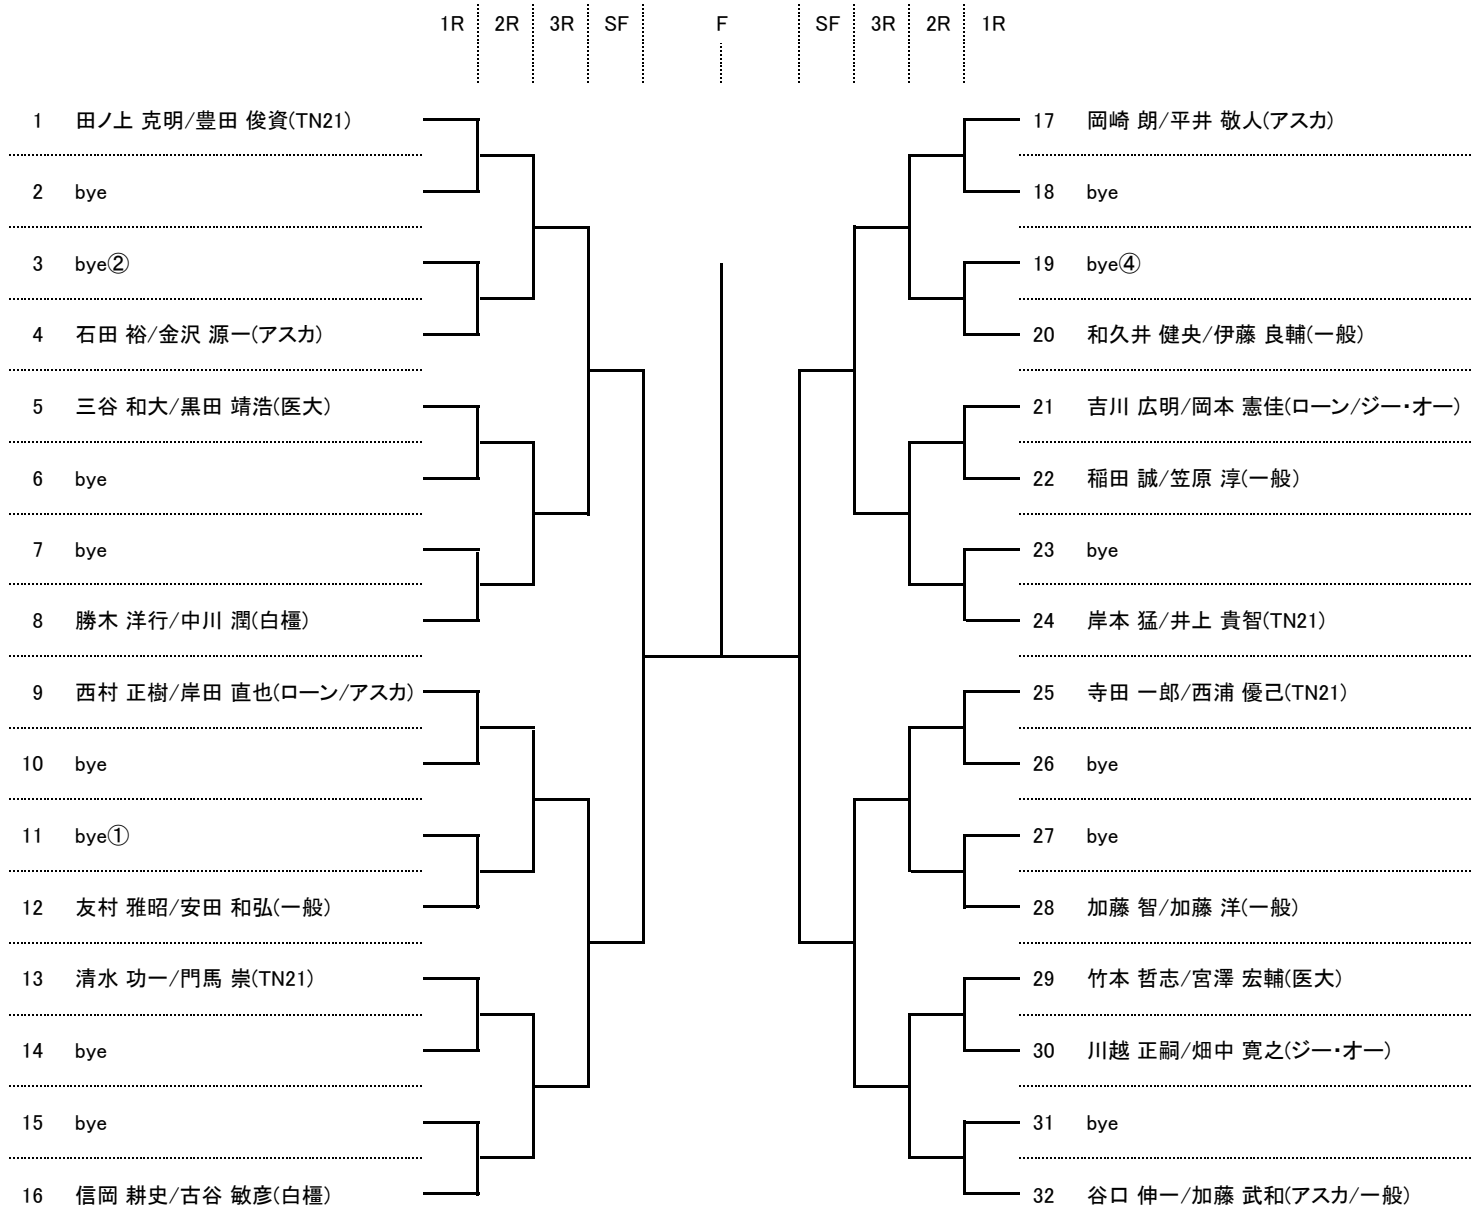 1R 2R 3R SF F SF 3R 2R 1R
1 田ノ上 克明/豊田 俊資(TN21)
2 bye
3 bye②
4 石田 裕/金沢 源一(アスカ)
5 三谷 和大/黒田 靖浩(医大)
6 bye
7 bye
8 勝木 洋行/中川 潤(白橿)
9 西村 正樹/岸田 直也(ローン/アスカ)
10 bye
11 bye①
12 友村 雅昭/安田 和弘(一般)
13 清水 功一/門馬 崇(TN21)
14 bye
15 bye
16 信岡 耕史/古谷 敏彦(白橿)
17 岡崎 朗/平井 敬人(アスカ)
18 bye
19 bye④
20 和久井 健央/伊藤 良輔(一般)
21 吉川 広明/岡本 憲佳(ローン/ジー・オー)
22 稲田 誠/笠原 淳(一般)
23 bye
24 岸本 猛/井上 貴智(TN21)
25 寺田 一郎/西浦 優己(TN21)
26 bye
27 bye
28 加藤 智/加藤 洋(一般)
29 竹本 哲志/宮澤 宏輔(医大)
30 川越 正嗣/畑中 寛之(ジー・オー)
31 bye
32 谷口 伸一/加藤 武和(アスカ/一般)